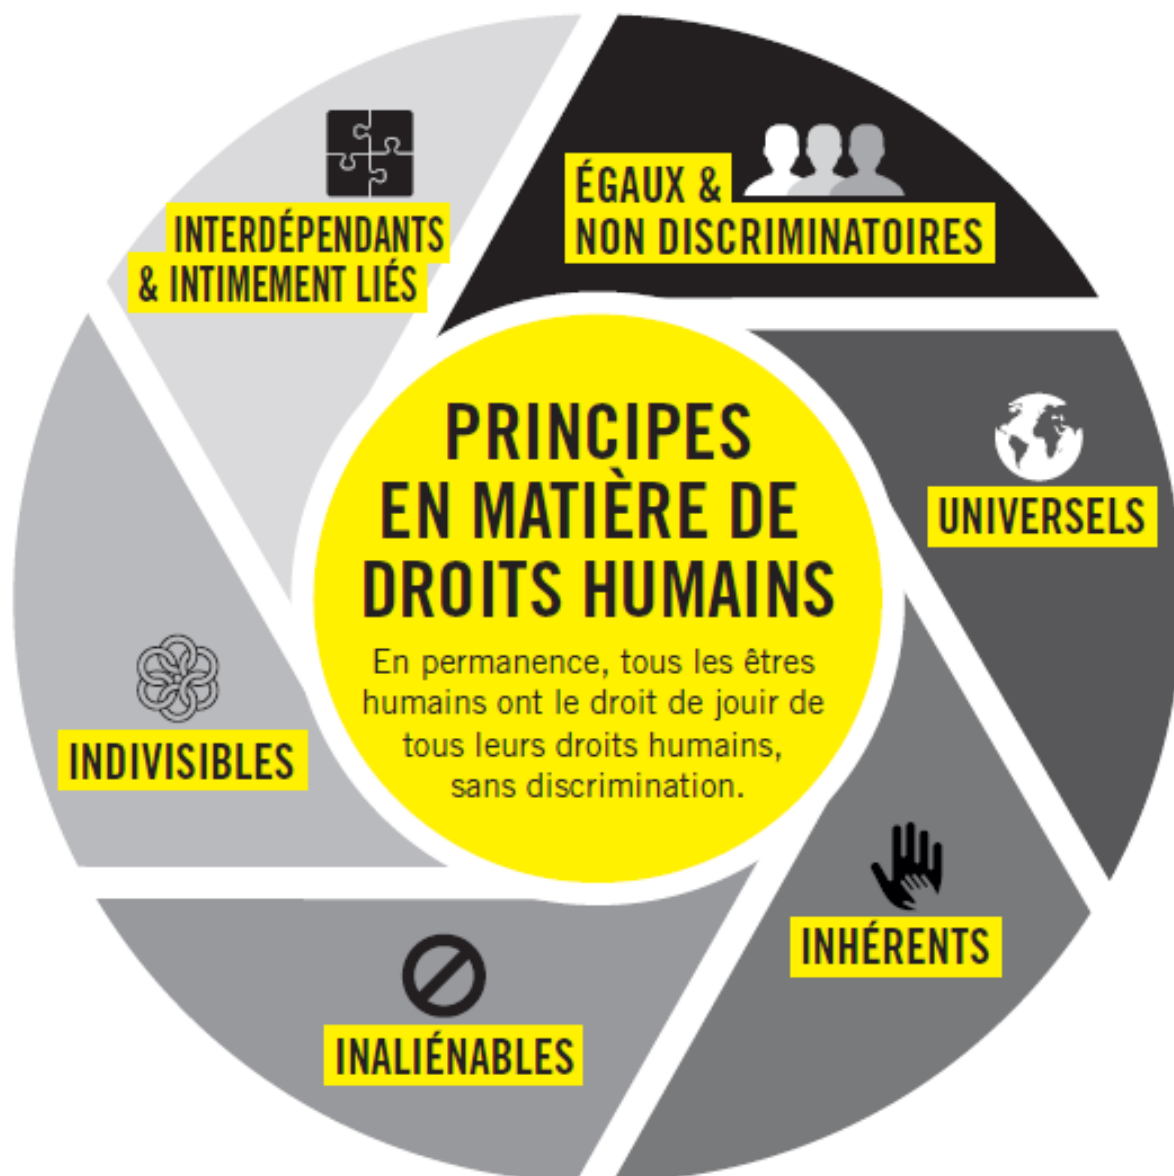 PRINCIPES
EN MATIÈRE DE
DROITS HUMAINS
En permanence, tous les êtres
humains ont le droit de jouir de
tous leurs droits humains,
sans discrimination.
ÉGAUX &
NON DISCRIMINATOIRES
UNIVERSELS
INHÉRENTS
INALIÉNABLES
INDIVISIBLES
INTERDÉPENDANTS
& INTIMEMENT LIÉS